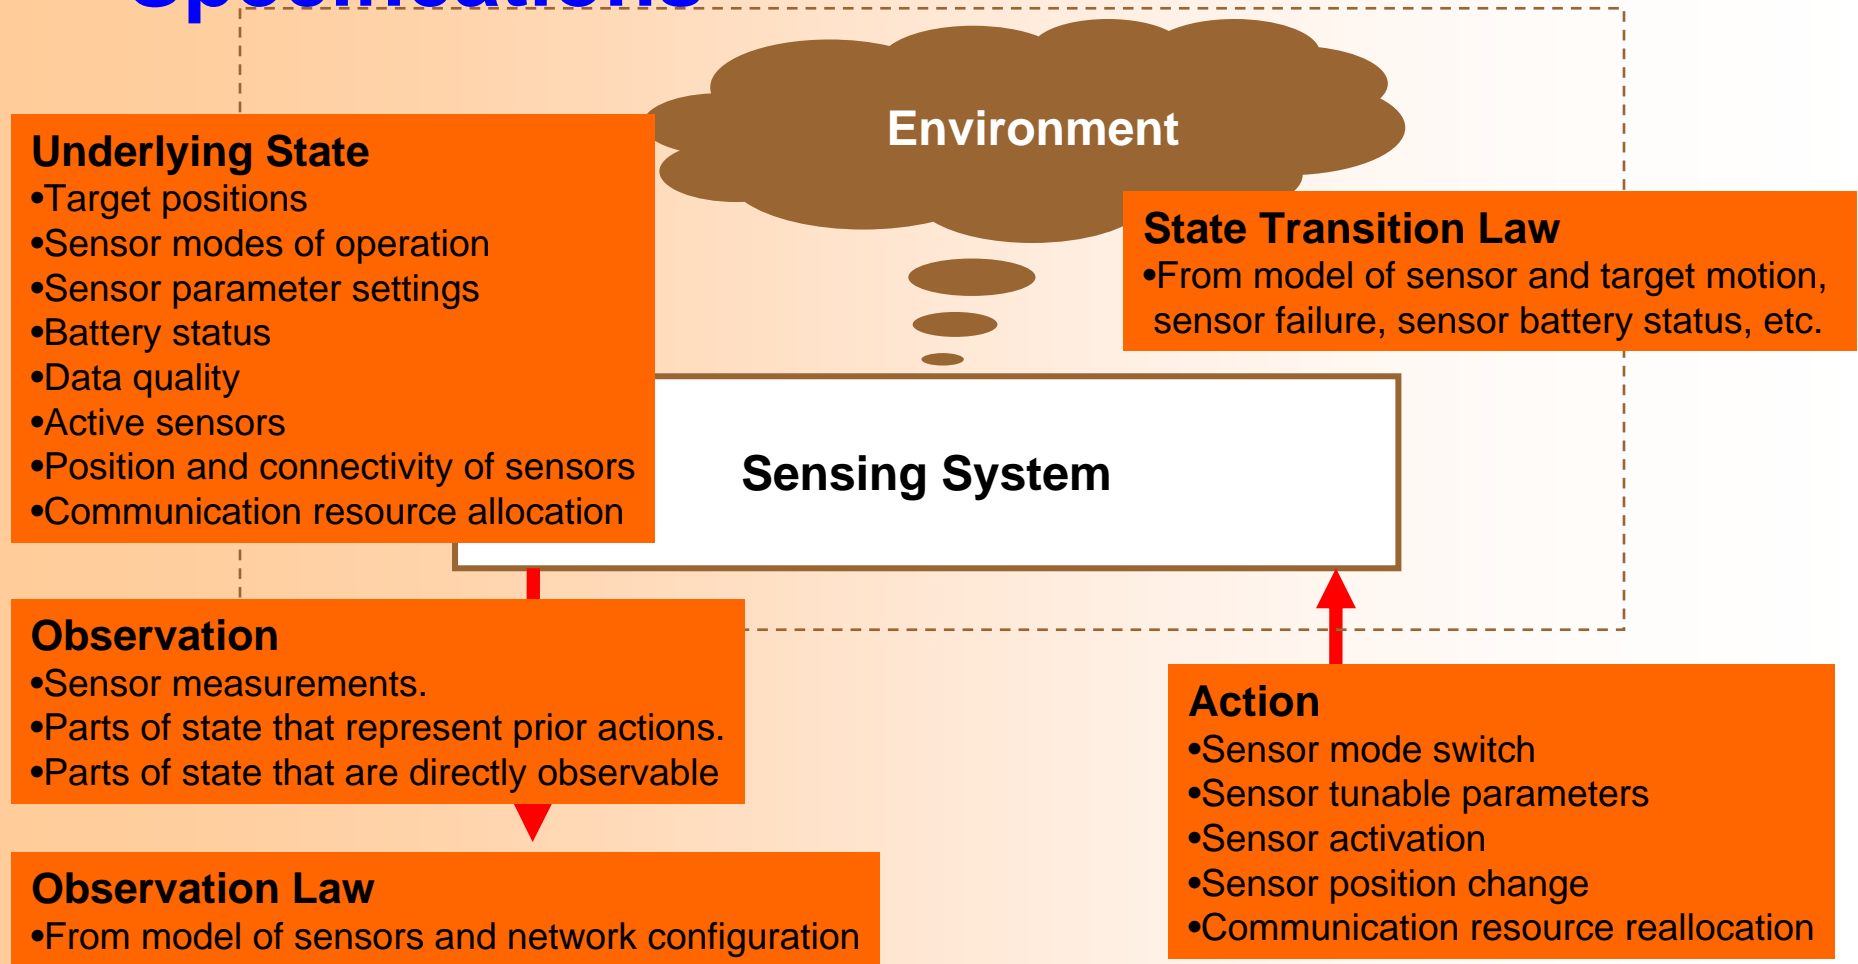 Specifications
Environment
Underlying State
•Target positions
•Sensor modes of operation
•Sensor parameter settings
•Battery status
•Data quality
•Active sensors
•Position and connectivity of sensors
•Communication resource allocation
State Transition Law
•From model of sensor and target motion,
sensor failure, sensor battery status, etc.
Sensing System
Observation
•Sensor measurements.
•Parts of state that represent prior actions.
•Parts of state that are directly observable
Action
•Sensor mode switch
•Sensor tunable parameters
•Sensor activation
•Sensor position change
•Communication resource reallocation
Observation Law
•From model of sensors and network configuration